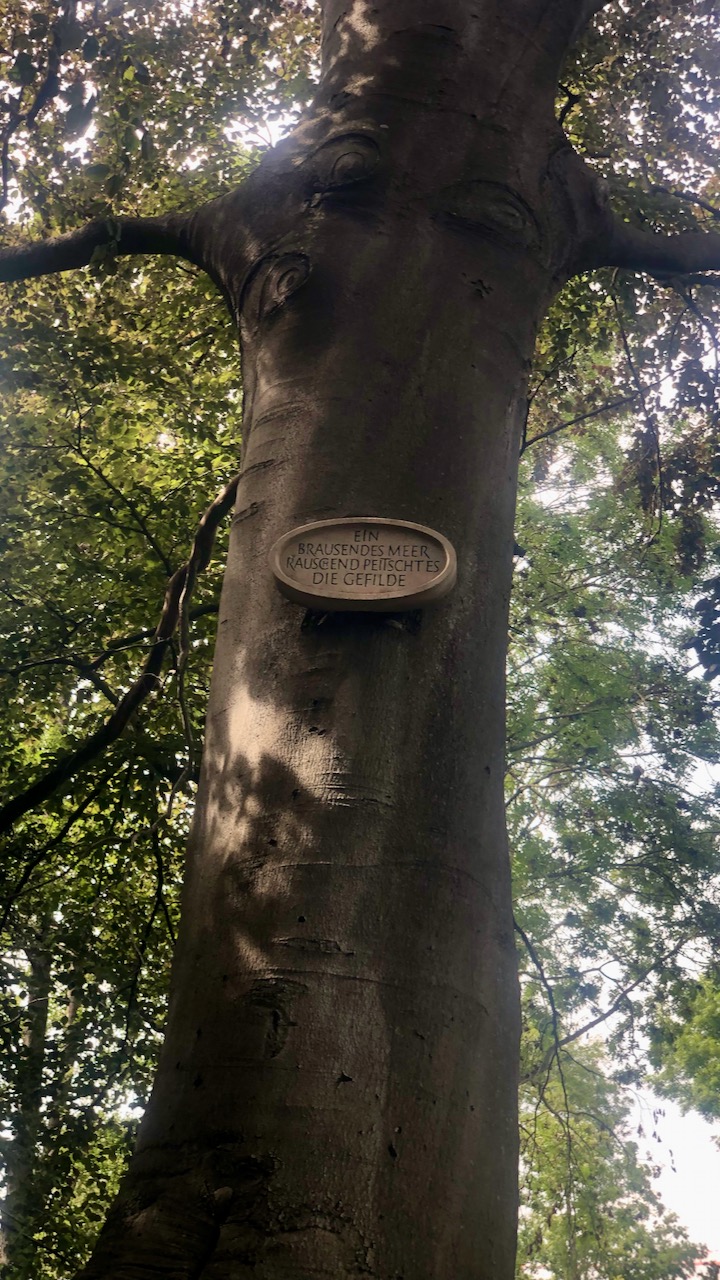 EIN
BRAUSENDES MEER
RAUSCHEND PEITSCHT ES
DIE GEFILDE